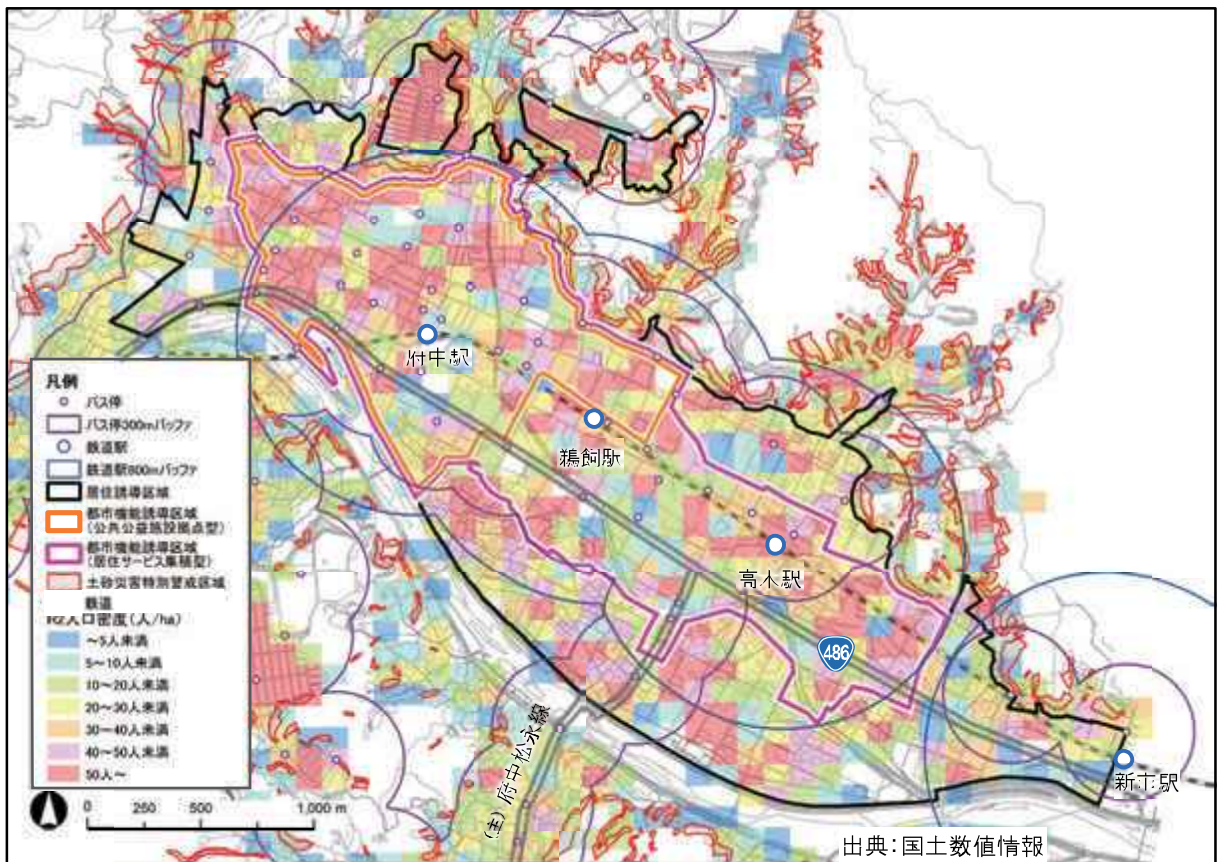 府中駅
鵜飼駅
高木駅
486
新市駅
(主)府中松永線
凡例
バス停
バス停300mバッファ
鉄道駅
鉄道駅800mバッファ
居住誘導区域
都市機能誘導区域
(公共公益施設拠点型)
都市機能誘導区域
(居住サービス集積型)
土砂災害特別警戒区域
鉄道
R2人口密度(人/ha)
~5人未満
5~10人未満
10~20人未満
20~30人未満
30~40人未満
40~50人未満
50人~
0 250 500 1,000 m
出典:国土数値情報